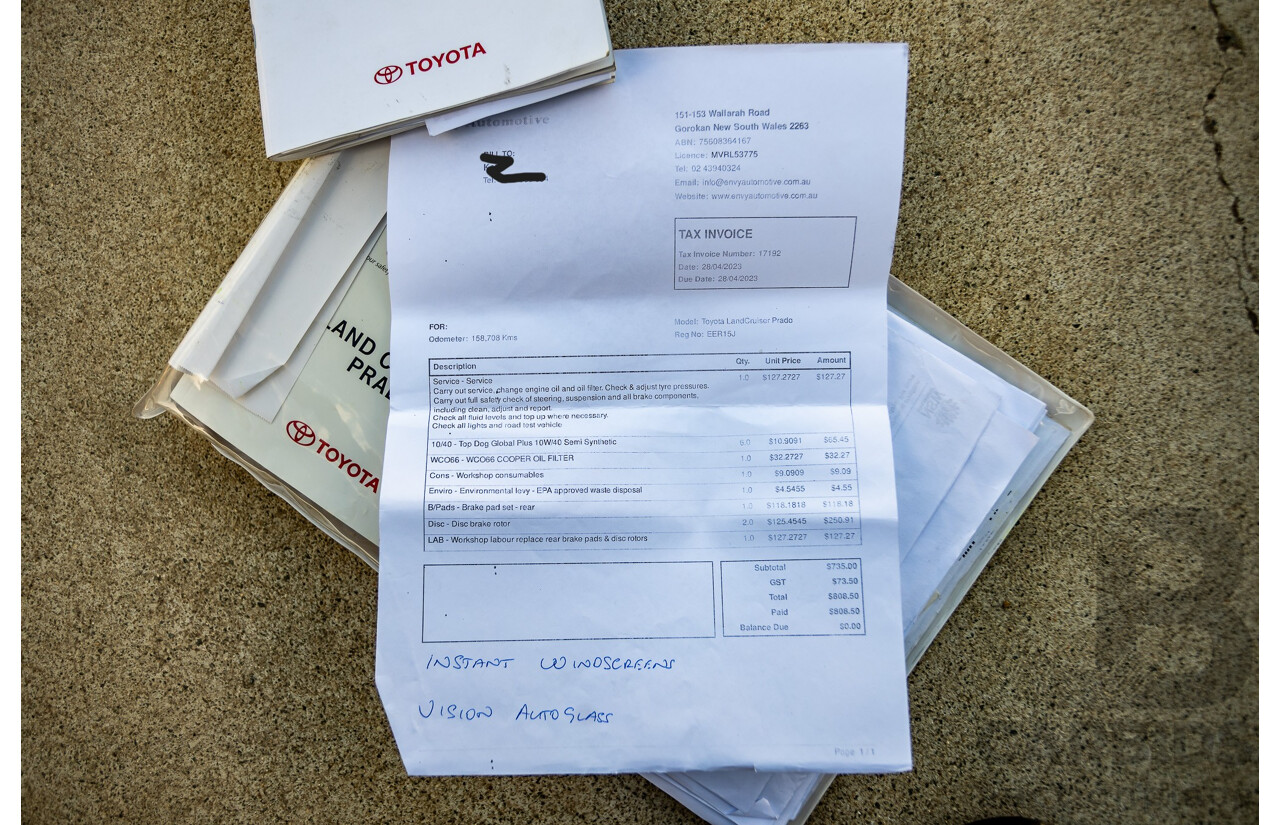 TOYOTA
Automotive
BILL TO:
Tel
151-153 Wallarah Road
Gorokan New South Wales 2263
ABN: 75608364167
Licence: MVRL53775
Tel: 02 43940324
Email: info@envyautomotive.com.au
Website: www.envyautomotive.com.au
TAX INVOICE
Tax Invoice Number: 17192
Date: 28/04/2023
Due Date: 28/04/2023
FOR:
Odometer: 158,708 Kms
Model: Toyota LandCruiser Prado
Reg No: EER15J
Description Qty. Unit Price Amount
Service - Service 1.0 $127.2727 $127.27
Carry out service, change engine oil and oil filter. Check & adjust tyre pressures.
Carry out full safety check of steering, suspension and all brake components.
including clean, adjust and report.
Check all fluid levels and top up where necessary.
Check all lights and road test vehicle
10/40 - Top Dog Global Plus 10W/40 Semi Synthetic 6.0 $10.9091 $65.45
WCO66 - WCO66 COOPER OIL FILTER 1.0 $32.2727 $32.27
Cons - Workshop consumables 1.0 $9.0909 $9.09
Enviro - Environmental levy - EPA approved waste disposal 1.0 $4.5455 $4.55
B/Pads - Brake pad set - rear 1.0 $118.1818 $118.18
Disc - Disc brake rotor 2.0 $125.4545 $250.91
LAB - Workshop labour replace rear brake pads & disc rotors 1.0 $127.2727 $127.27
Subtotal $735.00
GST $73.50
Total $808.50
Paid $808.50
Balance Due $0.00
INSTANT WINDSCREENS
VISION AUTOGLASS
Page 1 / 1
our safety
LAND C
PRA
TOYOTA